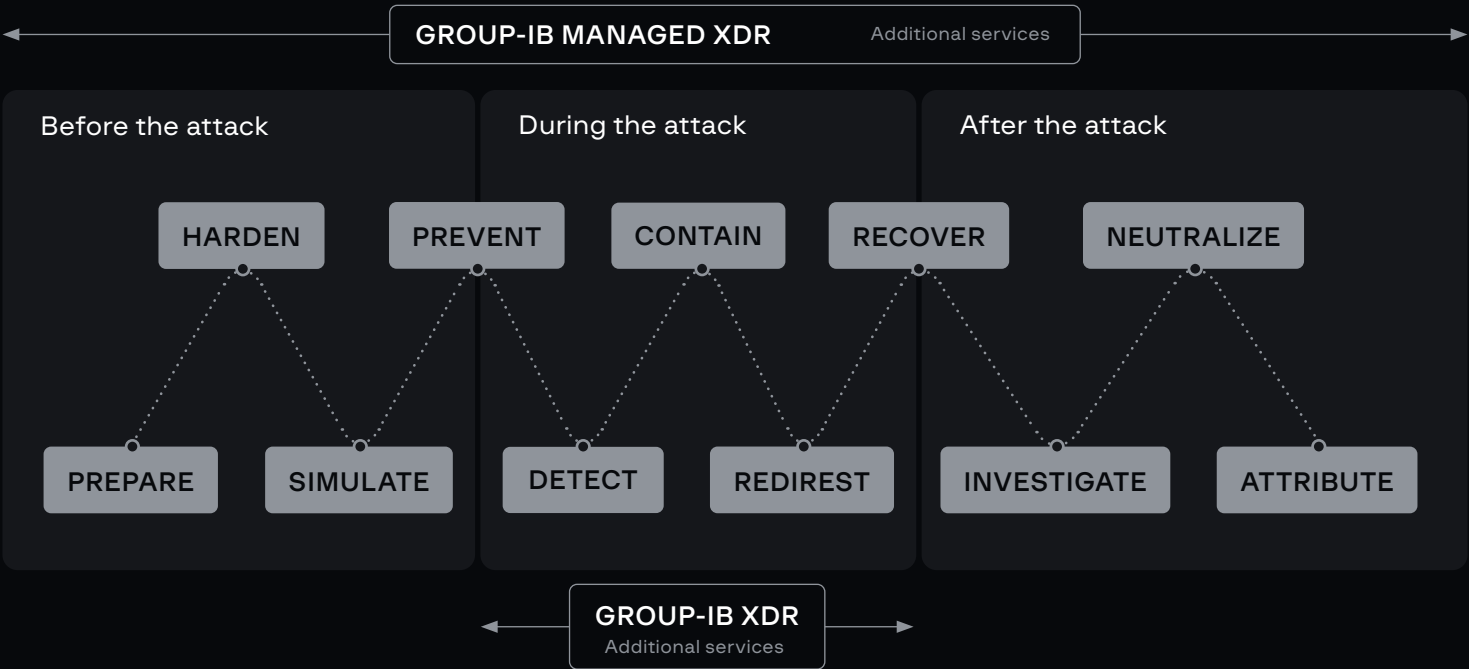 GROUP-IB MANAGED XDR Additional services
Before the attack
During the attack
After the attack
HARDEN
PREVENT
CONTAIN
RECOVER
NEUTRALIZE
PREPARE
SIMULATE
DETECT
REDIREST
INVESTIGATE
ATTRIBUTE
GROUP-IB XDR
Additional services